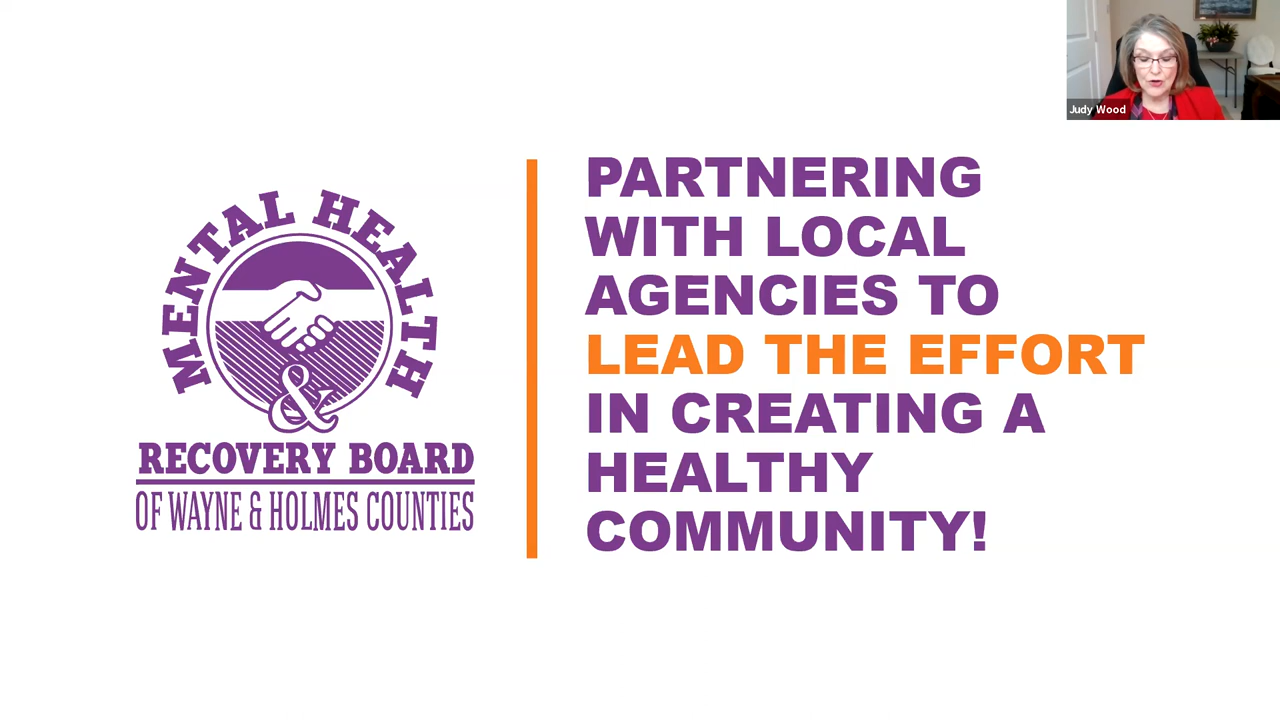 Judy Wood
MENTAL HEALTH
&
RECOVERY BOARD
OF WAYNE & HOLMES COUNTIES
PARTNERING
WITH LOCAL
AGENCIES TO
LEAD THE EFFORT
IN CREATING A
HEALTHY
COMMUNITY!